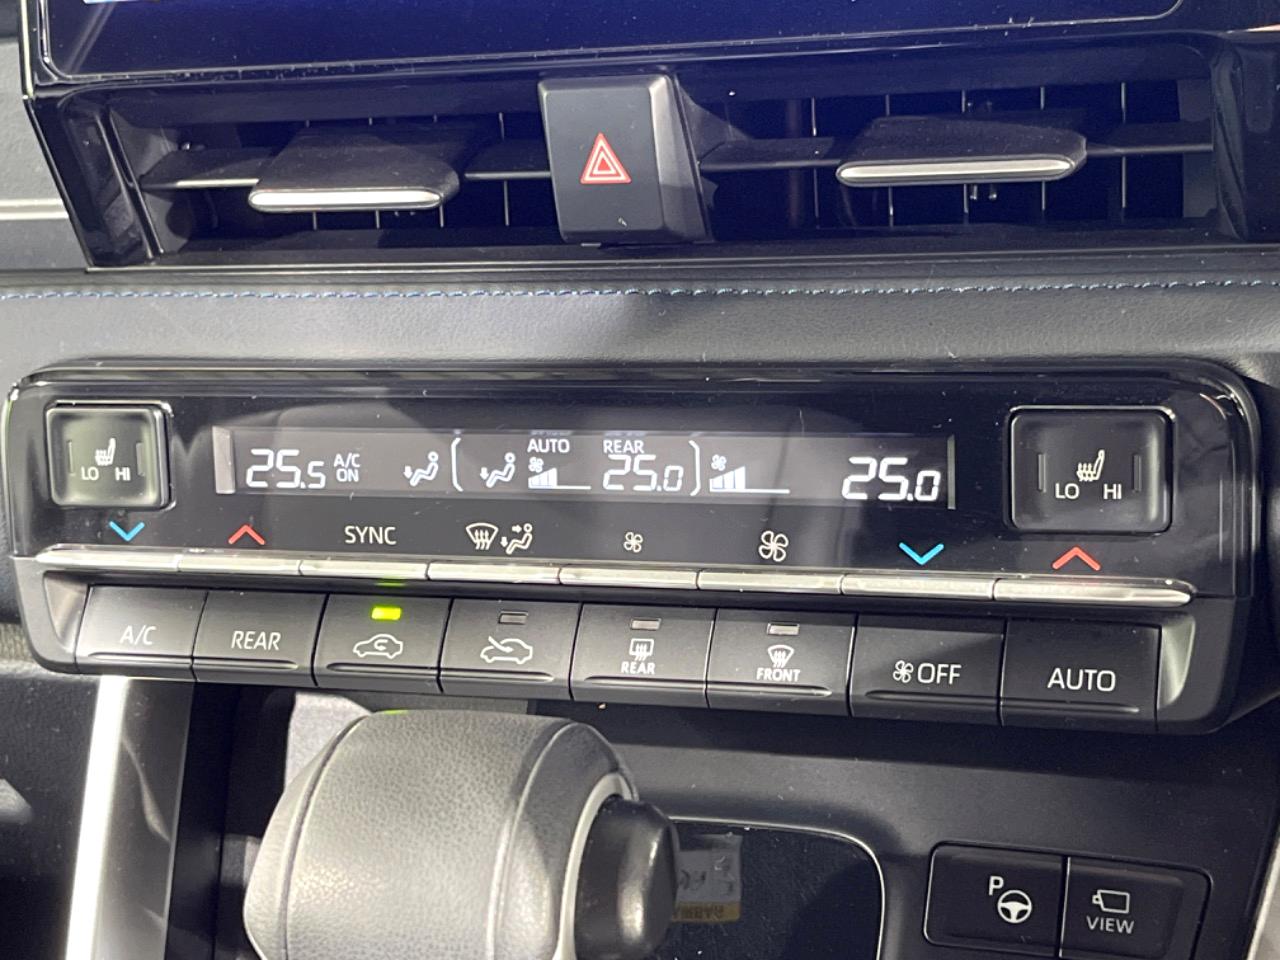 AUTO REAR
25.5 A/C ON 25.0 25.0
LO HI
LO HI
SYNC
A/C REAR REAR FRONT OFF AUTO
P
VIEW